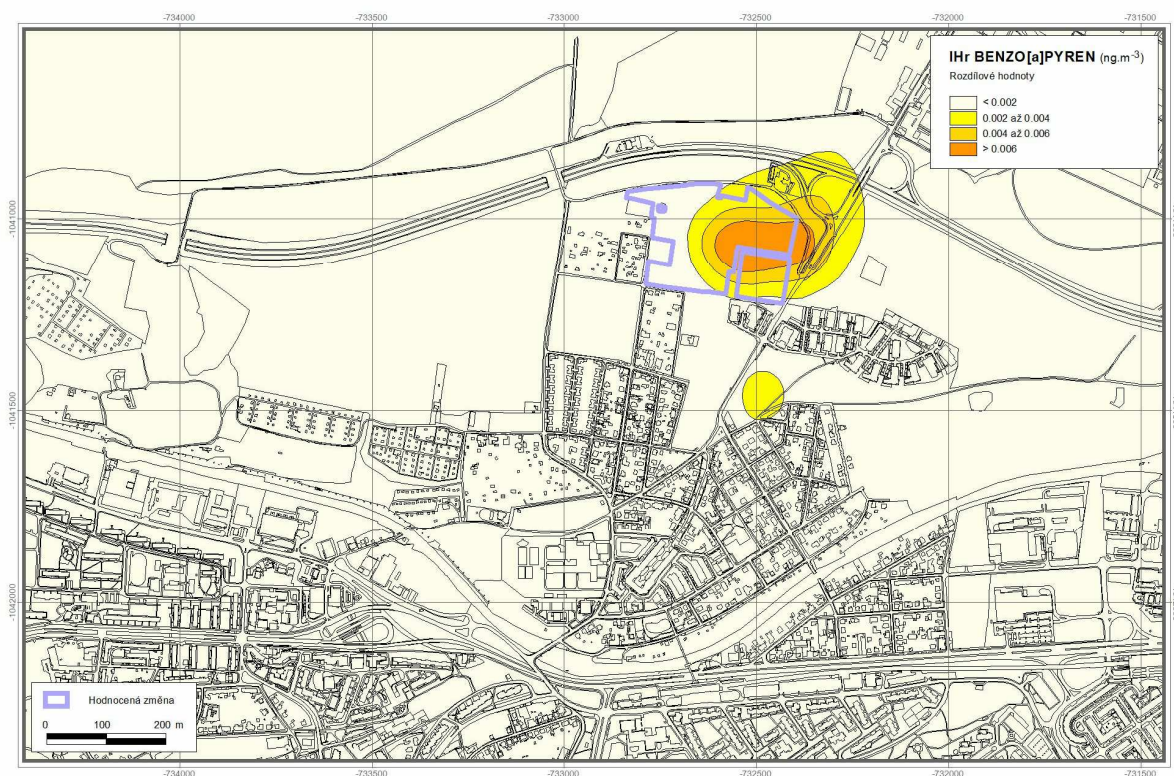 -734000 -733500 -733000 -732500 -732000 -731500
IHr BENZO[a]PYREN (ng.m-3)
Rozdílové hodnoty
< 0.002
0.002 až 0.004
0.004 až 0.006
> 0.006
-1041000
-1041500
-1042000
Hodnocená změna
0 100 200 m
-734000 -733500 -733000 -732500 -732000 -731500